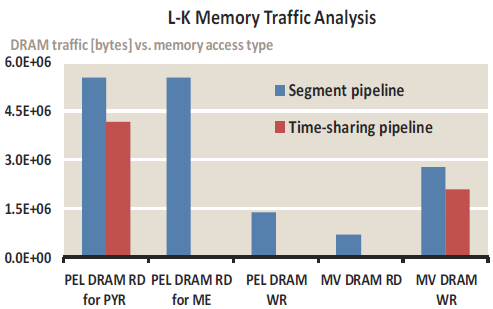 L-K Memory Traffic Analysis
DRAM traffic [bytes] vs. memory access type
6.0E+06
4.5E+06
3.0E+06
1.5E+06
0.0E+00
Segment pipeline
Time-sharing pipeline
PEL DRAM RD for PYR
PEL DRAM RD for ME
PEL DRAM WR
MV DRAM RD
MV DRAM WR